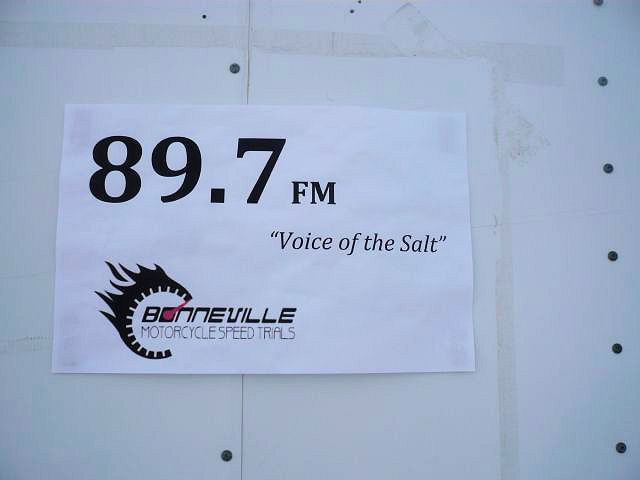 89.7 FM
“Voice of the Salt”
BONNEVILLE
MOTORCYCLE SPEED TRIALS